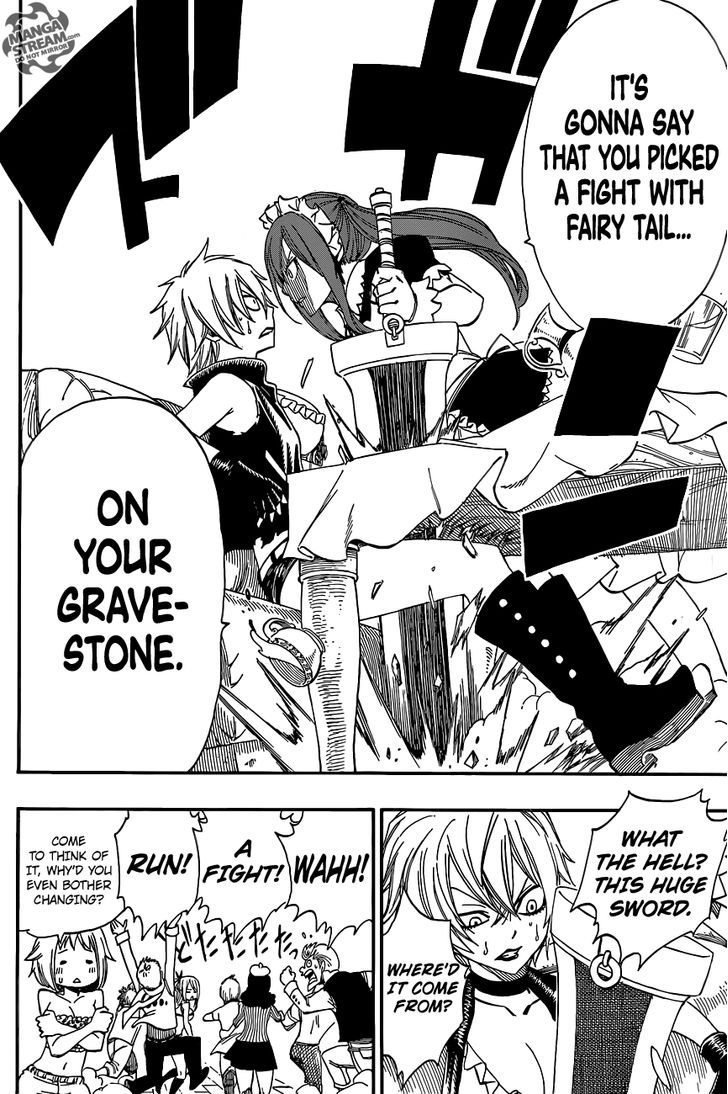 MANGA
STREAM.com
DO NOT MIRROR
IT'S
GONNA SAY
THAT YOU PICKED
A FIGHT WITH
FAIRY TAIL...
ON
YOUR
GRAVE-
STONE.
COME
TO THINK OF
IT, WHY'D YOU
EVEN BOTHER
CHANGING?
RUN!
A
FIGHT!
WAHH!
WHAT
THE HELL?
THIS HUGE
SWORD.
WHERE'D
IT COME
FROM?